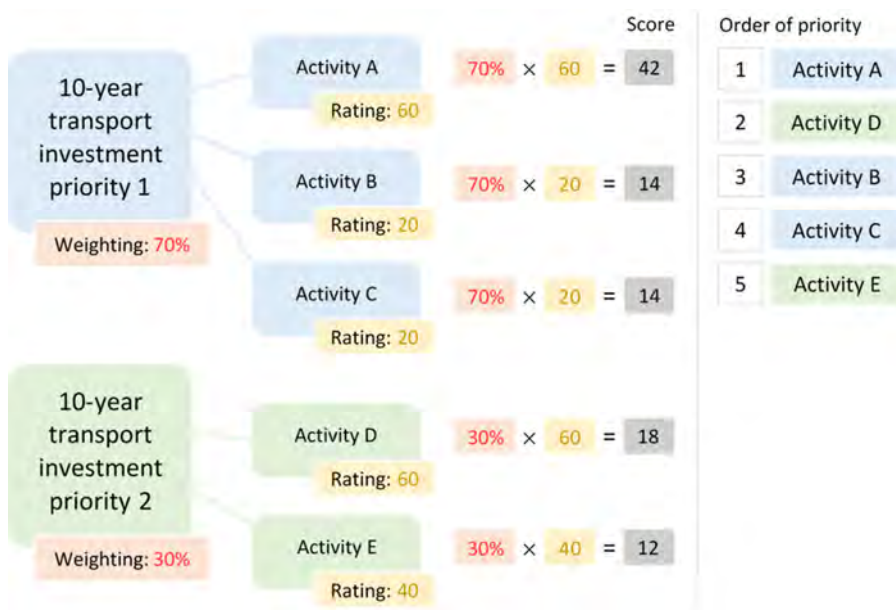 Score
Order of priority
10-year
transport
investment
priority 1
Weighting: 70%
Activity A
Rating: 60
70% × 60 = 42
Activity B
Rating: 20
70% × 20 = 14
Activity C
Rating: 20
70% × 20 = 14
10-year
transport
investment
priority 2
Weighting: 30%
Activity D
Rating: 60
30% × 60 = 18
Activity E
Rating: 40
30% × 40 = 12
1 Activity A
2 Activity D
3 Activity B
4 Activity C
5 Activity E